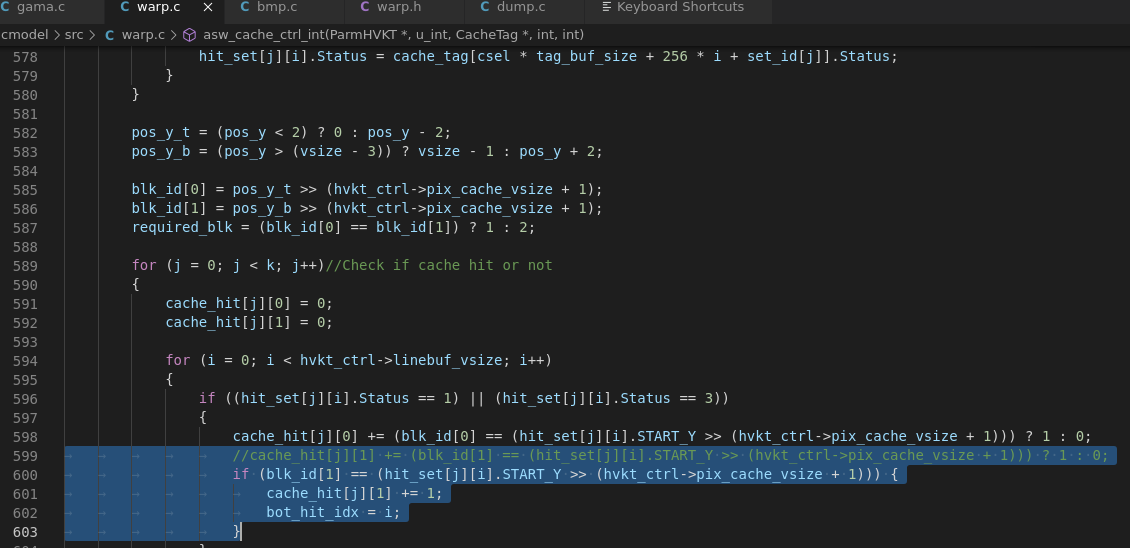 C gama.c C warp.c × C bmp.c C warp.h C dump.c Keyboard Shortcuts
cmodel > src > C warp.c > asw_cache_ctrl_int(ParmHVKT *, u_int, CacheTag *, int, int)
578 hit_set[j][i].Status = cache_tag[csel * tag_buf_size + 256 * i + set_id[j]].Status;
579 }
580 }
581
582 pos_y_t = (pos_y < 2) ? 0 : pos_y - 2;
583 pos_y_b = (pos_y > (vsize - 3)) ? vsize - 1 : pos_y + 2;
584
585 blk_id[0] = pos_y_t >> (hvkt_ctrl->pix_cache_vsize + 1);
586 blk_id[1] = pos_y_b >> (hvkt_ctrl->pix_cache_vsize + 1);
587 required_blk = (blk_id[0] == blk_id[1]) ? 1 : 2;
588
589 for (j = 0; j < k; j++)//Check if cache hit or not
590 {
591 cache_hit[j][0] = 0;
592 cache_hit[j][1] = 0;
593
594 for (i = 0; i < hvkt_ctrl->linebuf_vsize; i++)
595 {
596 if ((hit_set[j][i].Status == 1) || (hit_set[j][i].Status == 3))
597 {
598 cache_hit[j][0] += (blk_id[0] == (hit_set[j][i].START_Y >> (hvkt_ctrl->pix_cache_vsize + 1))) ? 1 : 0;
599 //cache_hit[j][1] += (blk_id[1] == (hit_set[j][i].START_Y >> (hvkt_ctrl->pix_cache_vsize + 1))) ? 1 : 0;
600 if (blk_id[1] == (hit_set[j][i].START_Y >> (hvkt_ctrl->pix_cache_vsize + 1))) {
601 cache_hit[j][1] += 1;
602 bot_hit_idx = i;
603 }
604 }